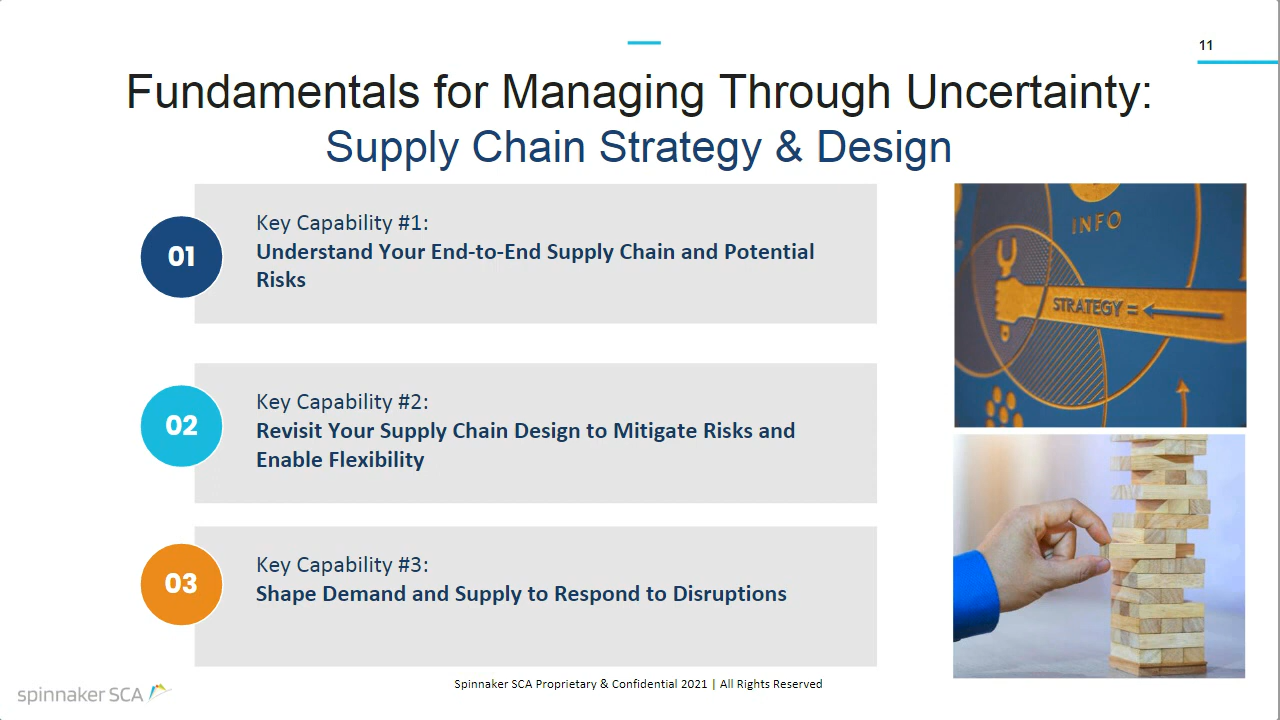 11
Fundamentals for Managing Through Uncertainty:
Supply Chain Strategy & Design
01
Key Capability #1:
Understand Your End-to-End Supply Chain and Potential
Risks
INFO
STRATEGY =
02
Key Capability #2:
Revisit Your Supply Chain Design to Mitigate Risks and
Enable Flexibility
03
Key Capability #3:
Shape Demand and Supply to Respond to Disruptions
spinnaker SCA
Spinnaker SCA Proprietary & Confidential 2021 | All Rights Reserved